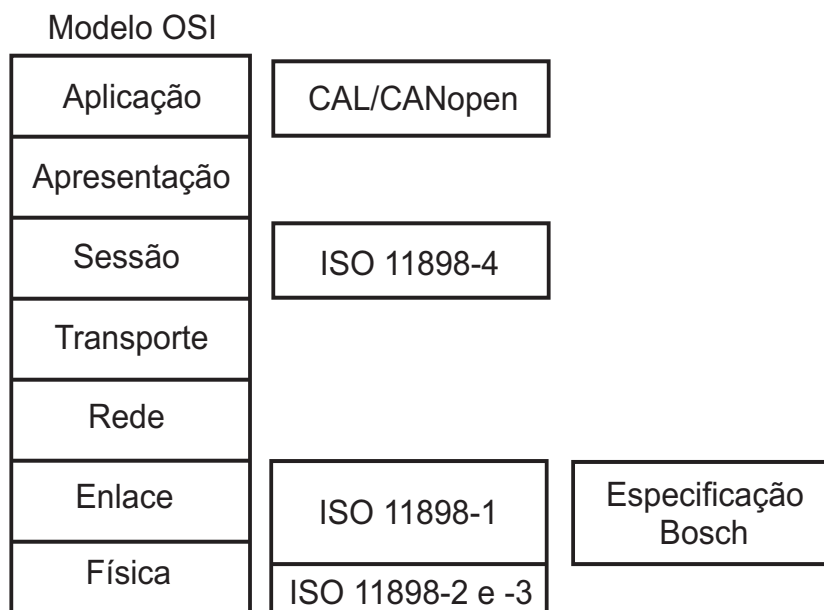 Modelo OSI
Aplicação
CAL/CANopen
Apresentação
Sessão
ISO 11898-4
Transporte
Rede
Enlace
ISO 11898-1
Especificação
Bosch
Física
ISO 11898-2 e -3